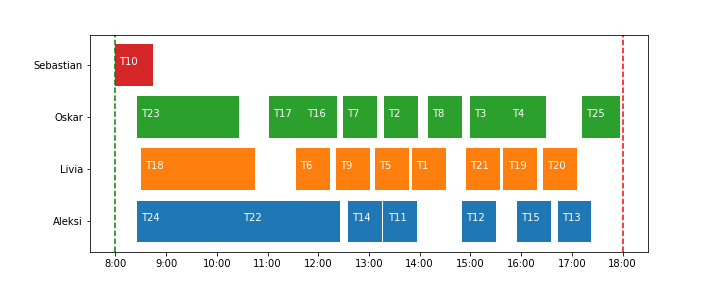 Sebastian T10
Oskar T23 T17 T16 T7 T2 T8 T3 T4 T25
Livia T18 T6 T9 T5 T1 T21 T19 T20
Aleksi T24 T22 T14 T11 T12 T15 T13
8:00 9:00 10:00 11:00 12:00 13:00 14:00 15:00 16:00 17:00 18:00